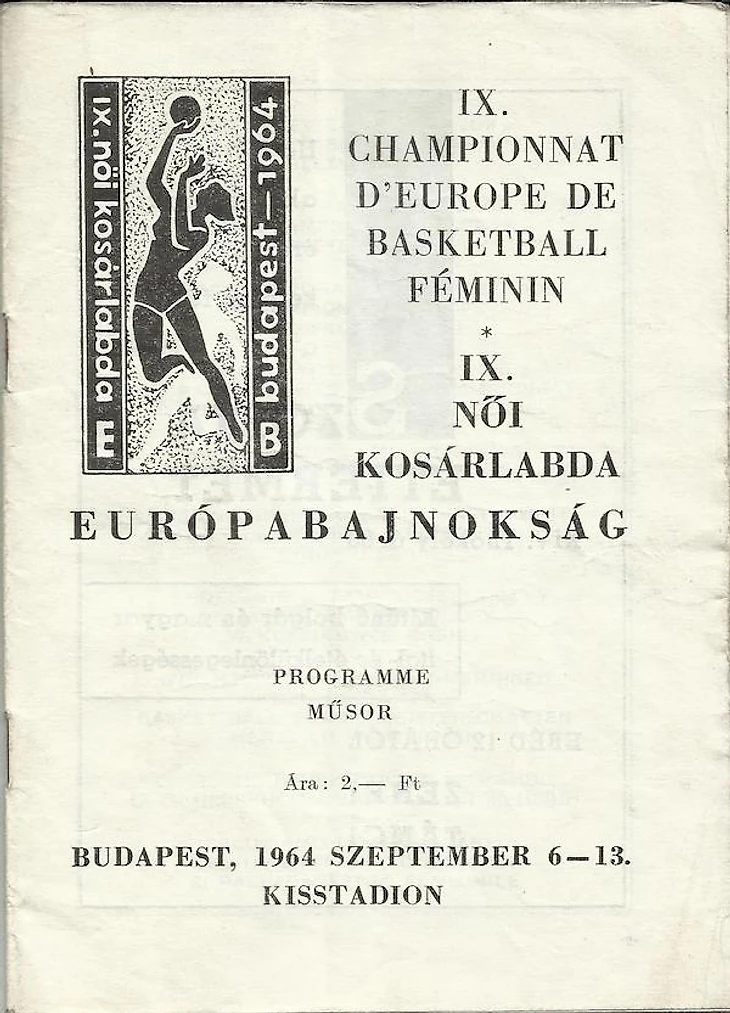 ix. női kosárlabda E
budapest—1964 B
IX.
CHAMPIONNAT
D'EUROPE DE
BASKETBALL
FÉMININ
*
IX.
NŐI
KOSÁRLABDA
EURÓPABAJNOKSÁG
PROGRAMME
MŰSOR
Ára: 2,— Ft
BUDAPEST, 1964 SZEPTEMBER 6—13.
KISSTADION